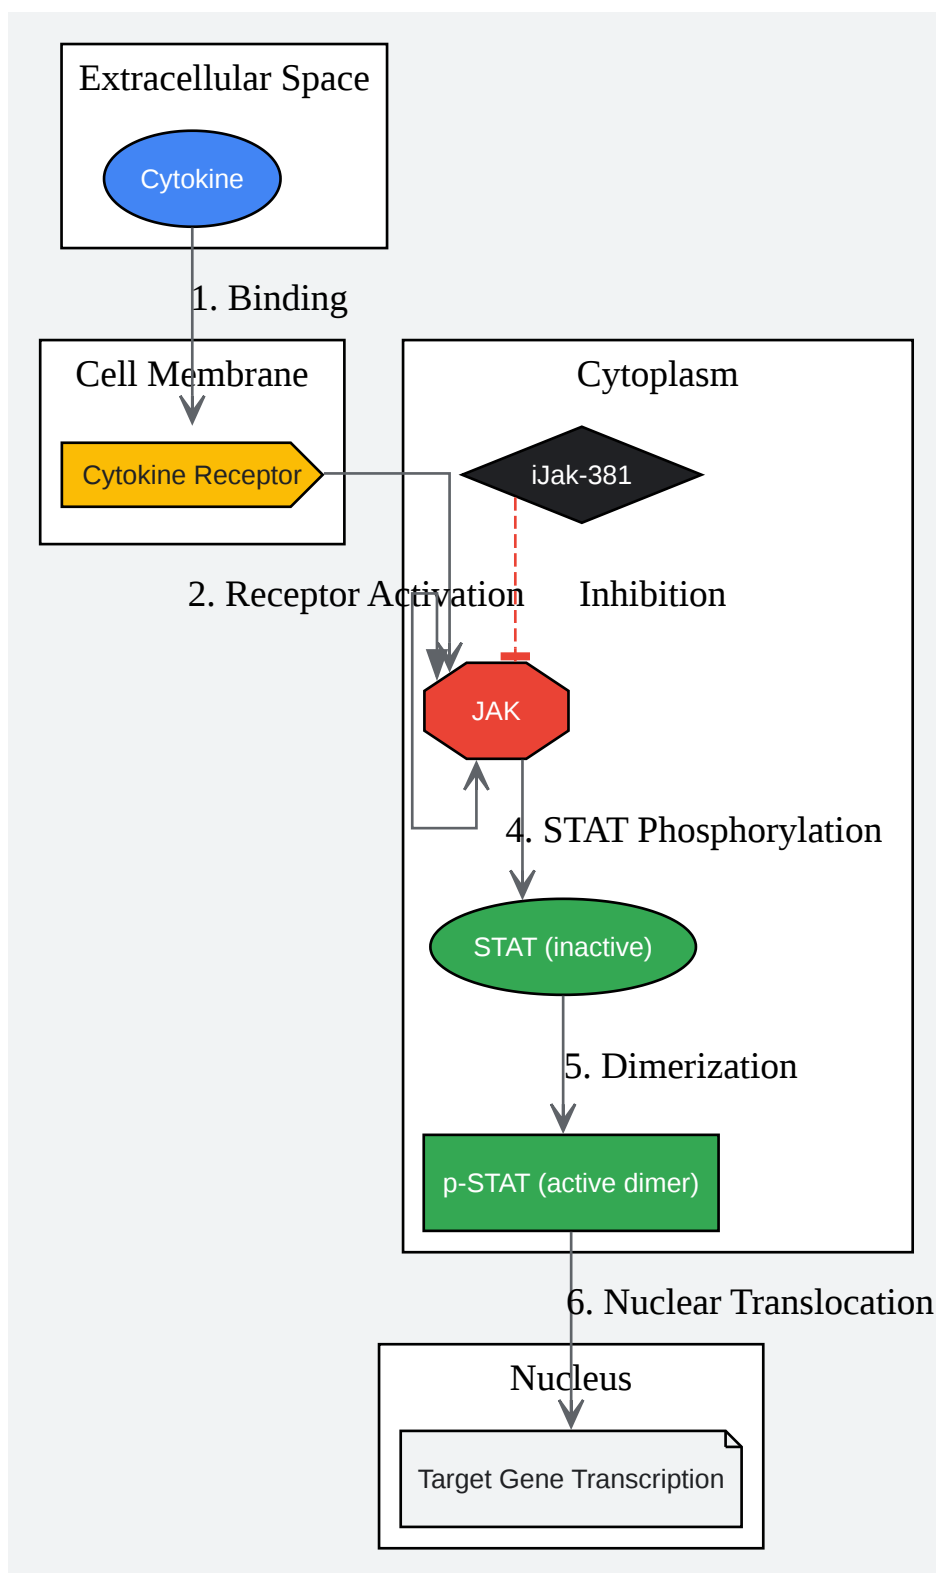 Extracellular Space
Cytokine
1. Binding
Cell Membrane
Cytoplasm
Cytokine Receptor
iJak-381
2. Receptor Activation
Inhibition
JAK
4. STAT Phosphorylation
STAT (inactive)
5. Dimerization
p-STAT (active dimer)
6. Nuclear Translocation
Nucleus
Target Gene Transcription